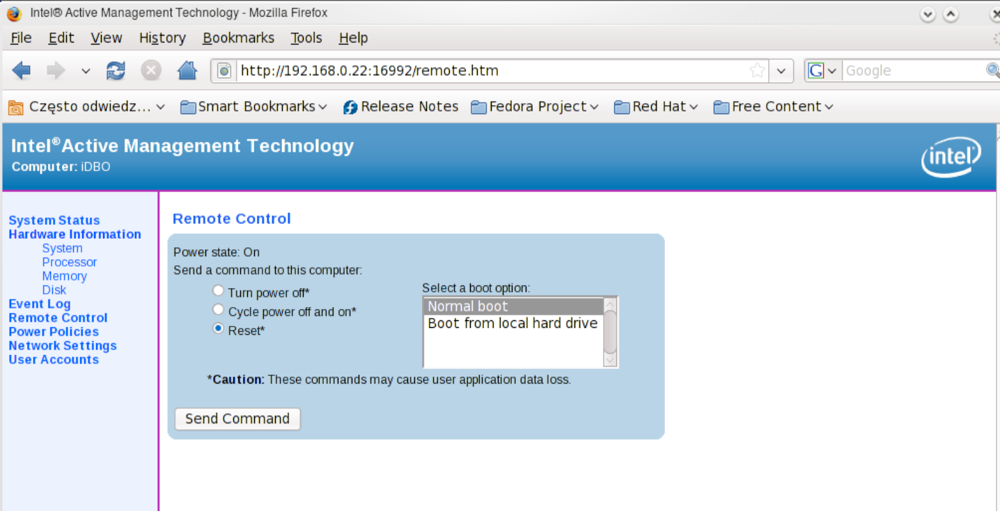 Intel® Active Management Technology - Mozilla Firefox
File Edit View History Bookmarks Tools Help
http://192.168.0.22:16992/remote.htm
G Google
Często odwiedz... Smart Bookmarks Release Notes Fedora Project Red Hat Free Content
Intel®Active Management Technology
Computer: iDBO
intel
System Status
Hardware Information
System
Processor
Memory
Disk
Event Log
Remote Control
Power Policies
Network Settings
User Accounts
Remote Control
Power state: On
Send a command to this computer:
Turn power off*
Cycle power off and on*
Reset*
Select a boot option:
Normal boot
Boot from local hard drive
*Caution: These commands may cause user application data loss.
Send Command